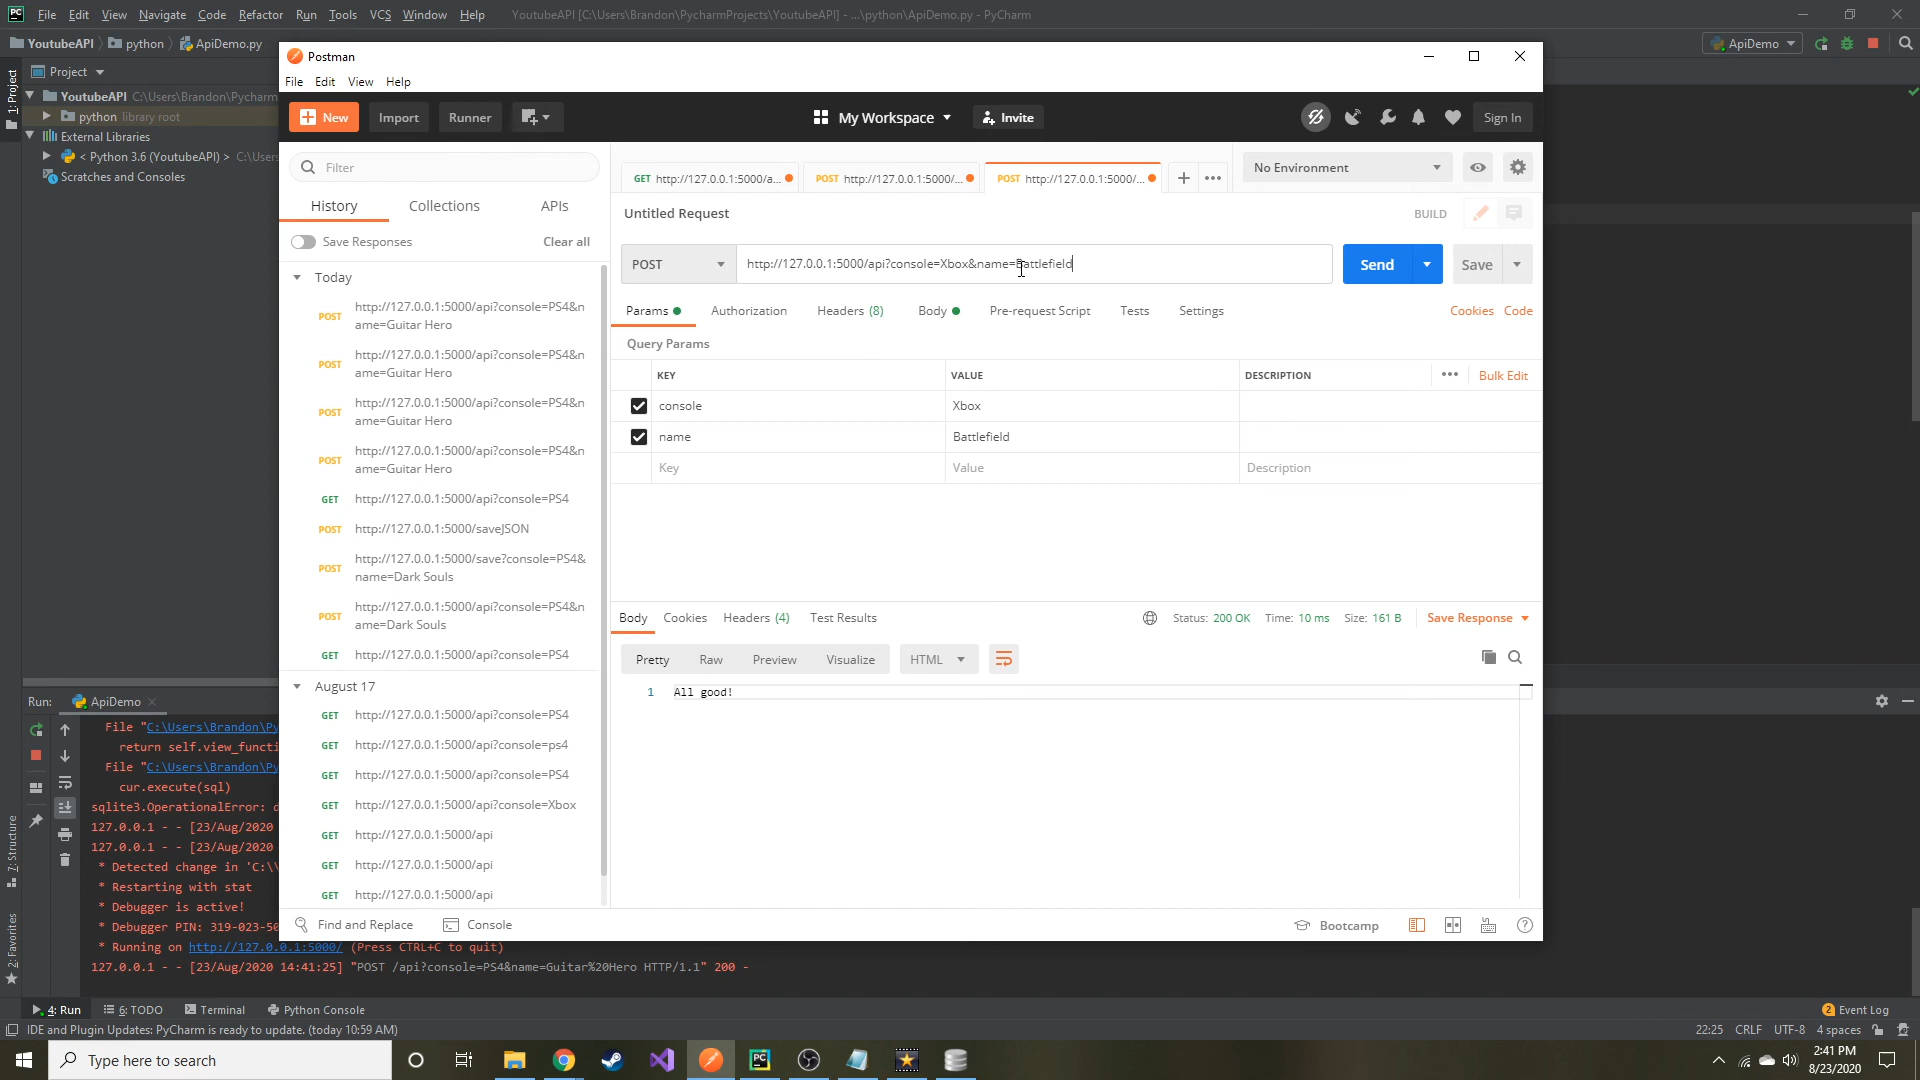 File Edit View Navigate Code Refactor Run Tools VCS Window Help YoutubeAPI [C:\Users\Brandon\PycharmProjects\YoutubeAPI] - ...\python\ApiDemo.py - PyCharm
YoutubeAPI python ApiDemo.py
ApiDemo
1: Project
Project
YoutubeAPI C:\Users\Brandon\Pycharm
python library root
External Libraries
< Python 3.6 (YoutubeAPI) > C:\Users
Scratches and Consoles
Postman
File Edit View Help
New Import Runner
My Workspace Invite
Sign In
Filter
History Collections APIs
Save Responses Clear all
Today
POST http://127.0.0.1:5000/api?console=PS4&n
ame=Guitar Hero
POST http://127.0.0.1:5000/api?console=PS4&n
ame=Guitar Hero
POST http://127.0.0.1:5000/api?console=PS4&n
ame=Guitar Hero
POST http://127.0.0.1:5000/api?console=PS4&n
ame=Guitar Hero
GET http://127.0.0.1:5000/api?console=PS4
POST http://127.0.0.1:5000/saveJSON
POST http://127.0.0.1:5000/save?console=PS4&
name=Dark Souls
POST http://127.0.0.1:5000/api?console=PS4&n
ame=Dark Souls
GET http://127.0.0.1:5000/api?console=PS4
August 17
GET http://127.0.0.1:5000/api?console=PS4
GET http://127.0.0.1:5000/api?console=ps4
GET http://127.0.0.1:5000/api?console=PS4
GET http://127.0.0.1:5000/api?console=Xbox
GET http://127.0.0.1:5000/api
GET http://127.0.0.1:5000/api
GET http://127.0.0.1:5000/api
GET http://127.0.0.1:5000/a...
POST http://127.0.0.1:5000/...
POST http://127.0.0.1:5000/...
No Environment
Untitled Request BUILD
POST http://127.0.0.1:5000/api?console=Xbox&name=Battlefield Send Save
Params Authorization Headers (8) Body Pre-request Script Tests Settings Cookies Code
Query Params
KEY VALUE DESCRIPTION Bulk Edit
console Xbox
name Battlefield
Key Value Description
Body Cookies Headers (4) Test Results Status: 200 OK Time: 10 ms Size: 161 B Save Response
Pretty Raw Preview Visualize HTML
1 All good!
Find and Replace Console Bootcamp
Run: ApiDemo
File "C:\Users\Brandon\Py
return self.view_functi
File "C:\Users\Brandon\Py
cur.execute(sql)
sqlite3.OperationalError: d
127.0.0.1 - - [23/Aug/2020
127.0.0.1 - - [23/Aug/2020
* Detected change in 'C:\\
* Restarting with stat
* Debugger is active!
* Debugger PIN: 319-023-50
* Running on http://127.0.0.1:5000/ (Press CTRL+C to quit)
127.0.0.1 - - [23/Aug/2020 14:41:25] "POST /api?console=PS4&name=Guitar%20Hero HTTP/1.1" 200 -
7: Structure
2: Favorites
4: Run 6: TODO Terminal Python Console 2 Event Log
IDE and Plugin Updates: PyCharm is ready to update. (today 10:59 AM) 22:25 CRLF UTF-8 4 spaces
Type here to search
2:41 PM
8/23/2020